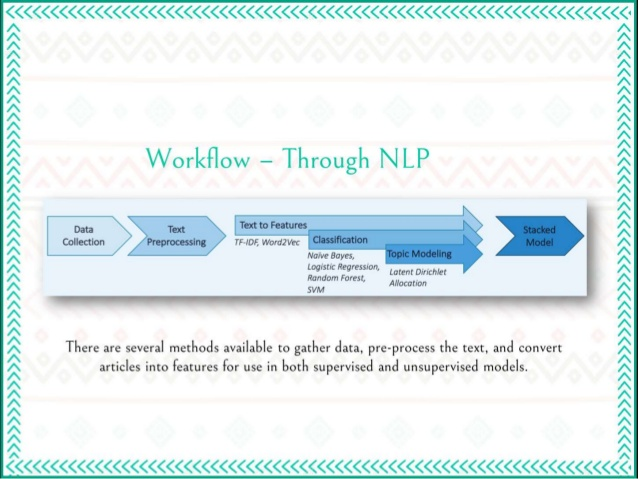 Workflow – Through NLP
Data
Collection
Text
Preprocessing
Text to Features
TF-IDF, Word2Vec
Classification
Naïve Bayes,
Logistic Regression,
Random Forest,
SVM
Topic Modeling
Latent Dirichlet
Allocation
Stacked
Model
There are several methods available to gather data, pre-process the text, and convert
articles into features for use in both supervised and unsupervised models.